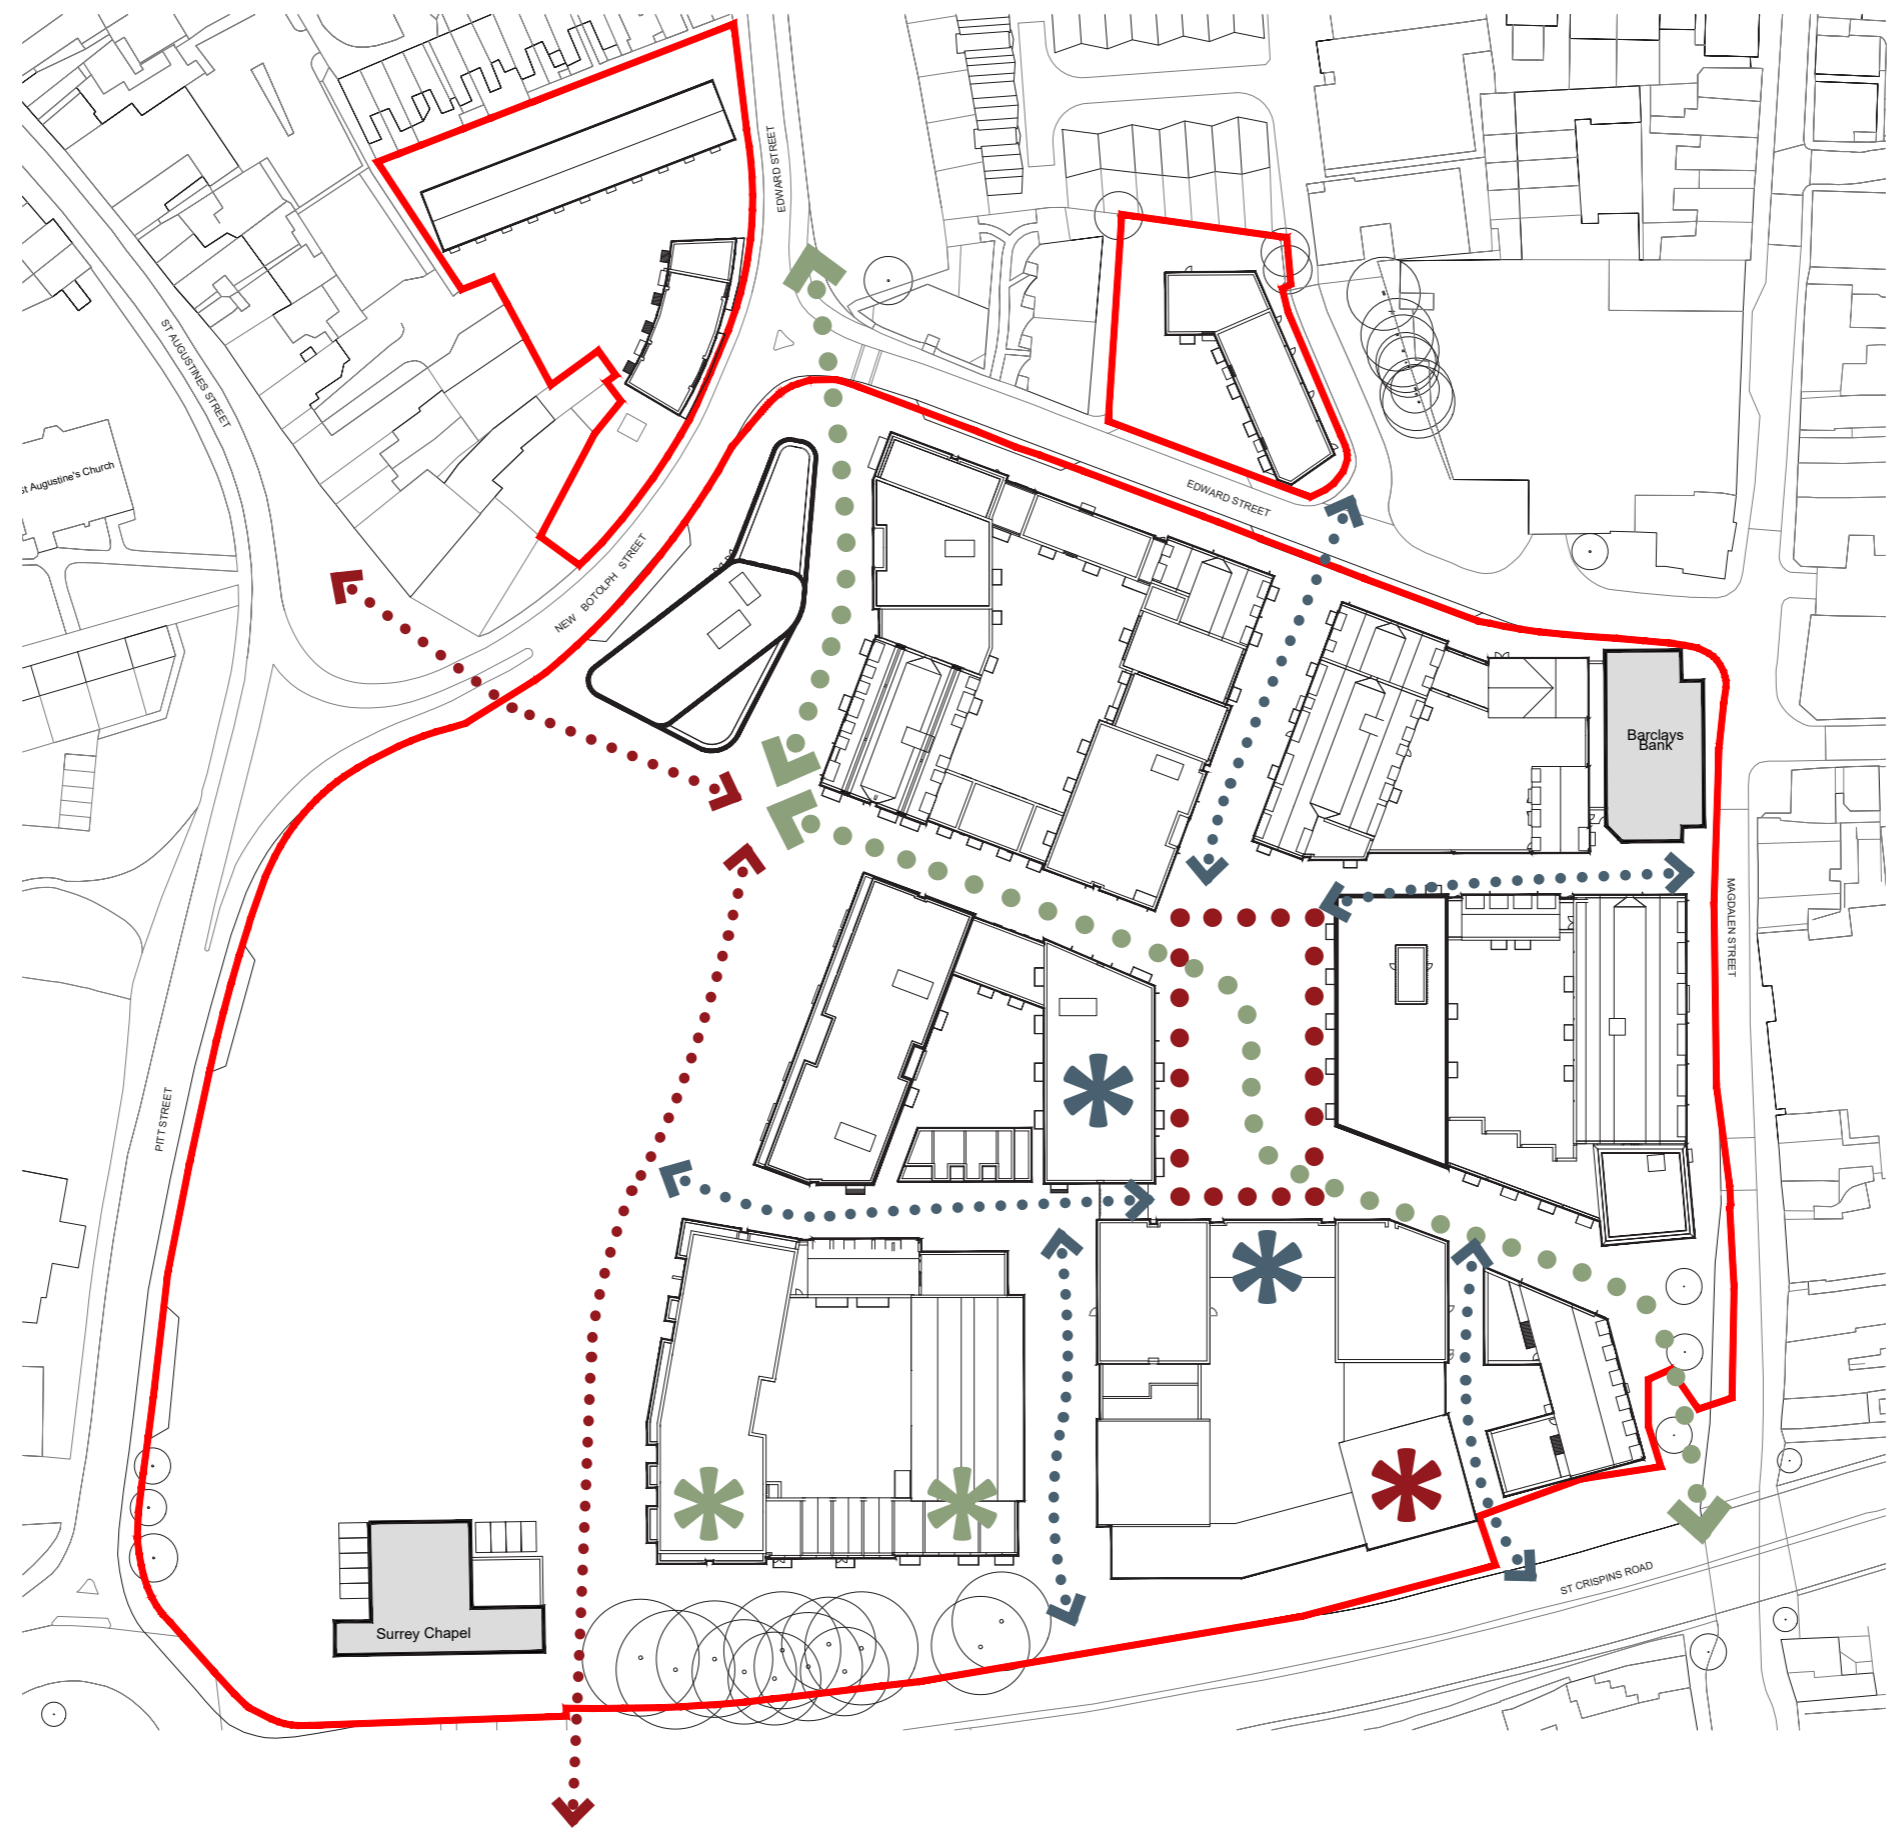 EDWARD STREET
ST AUGUSTINES STREET
St Augustine's Church
EDWARD STREET
NEW BOTOLPH STREET
Barclays
Bank
MAGDALEN STREET
PITT STREET
ST CRISPINS ROAD
Surrey Chapel